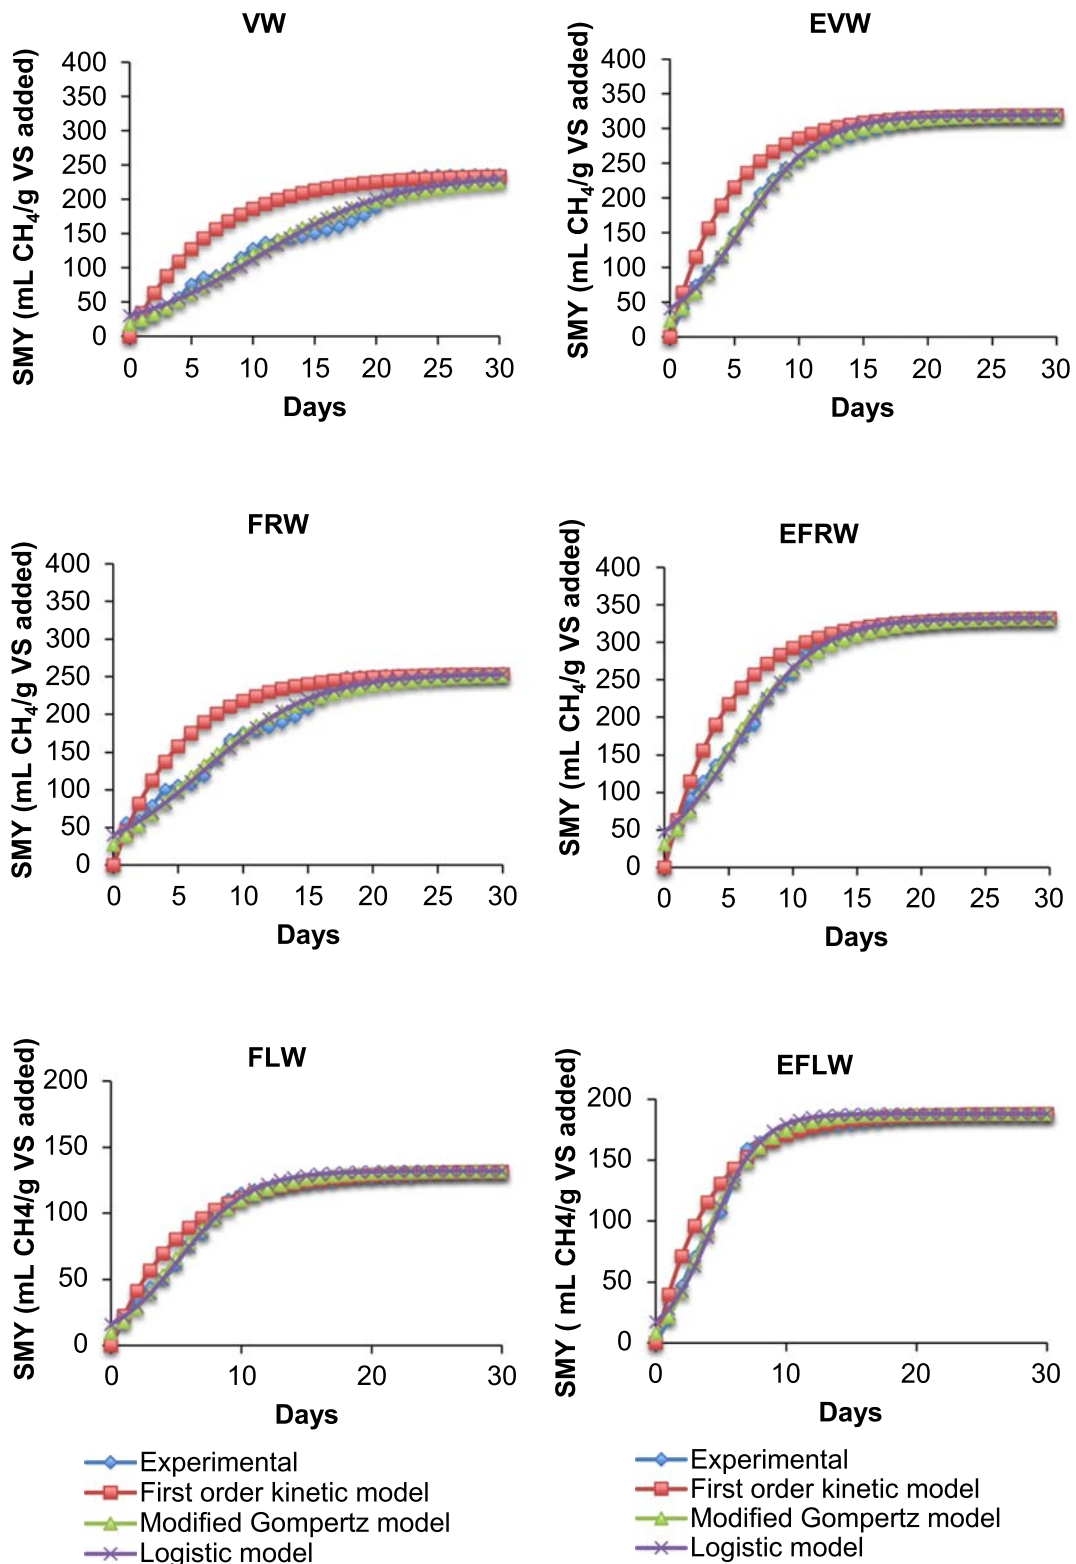 VW
SMY (mL CH4/g VS added)
400
350
300
250
200
150
100
50
0
0 5 10 15 20 25 30
Days
EVW
SMY (mL CH4/g VS added)
400
350
300
250
200
150
100
50
0
0 5 10 15 20 25 30
Days
FRW
SMY (mL CH4/g VS added)
400
350
300
250
200
150
100
50
0
0 5 10 15 20 25 30
Days
EFRW
SMY (mL CH4/g VS added)
400
350
300
250
200
150
100
50
0
0 5 10 15 20 25 30
Days
FLW
SMY (mL CH4/g VS added)
200
150
100
50
0
0 10 20 30
Days
EFLW
SMY ( mL CH4/g VS added)
200
150
100
50
0
0 10 20 30
Days
Experimental
First order kinetic model
Modified Gompertz model
Logistic model
Experimental
First order kinetic model
Modified Gompertz model
Logistic model